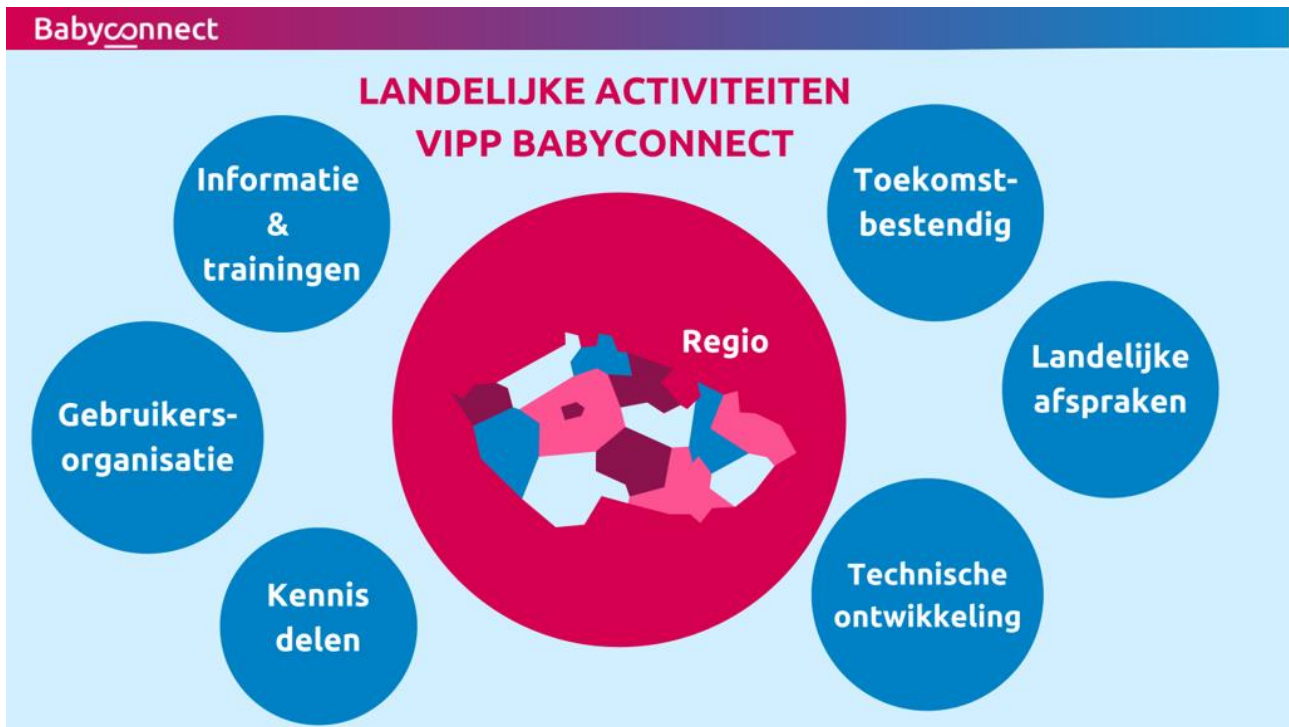 Babyconnect
LANDELIJKE ACTIVITEITEN
VIPP BABYCONNECT
Informatie
&
trainingen
Gebruikers-
organisatie
Kennis
delen
Regio
Toekomst-
bestendig
Landelijke
afspraken
Technische
ontwikkeling